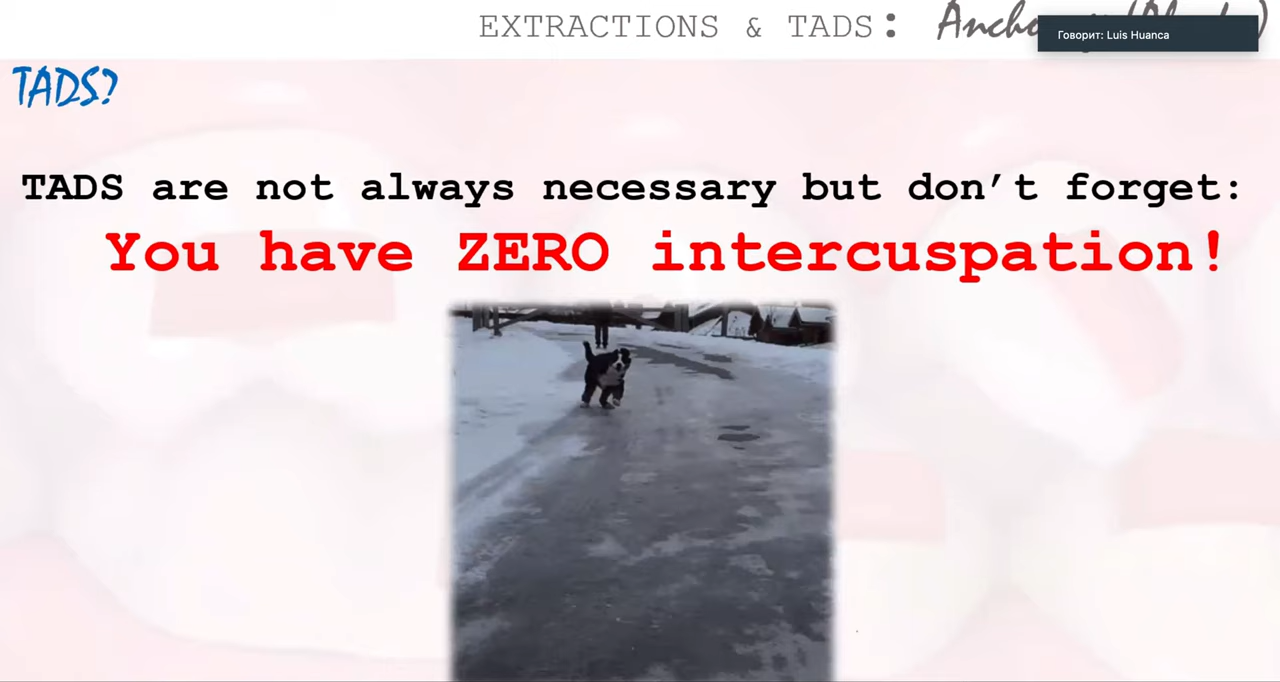 EXTRACTIONS & TADS:
Говорит: Luis Huanca
TADS?
TADS are not always necessary but don’t forget:
You have ZERO intercuspation!